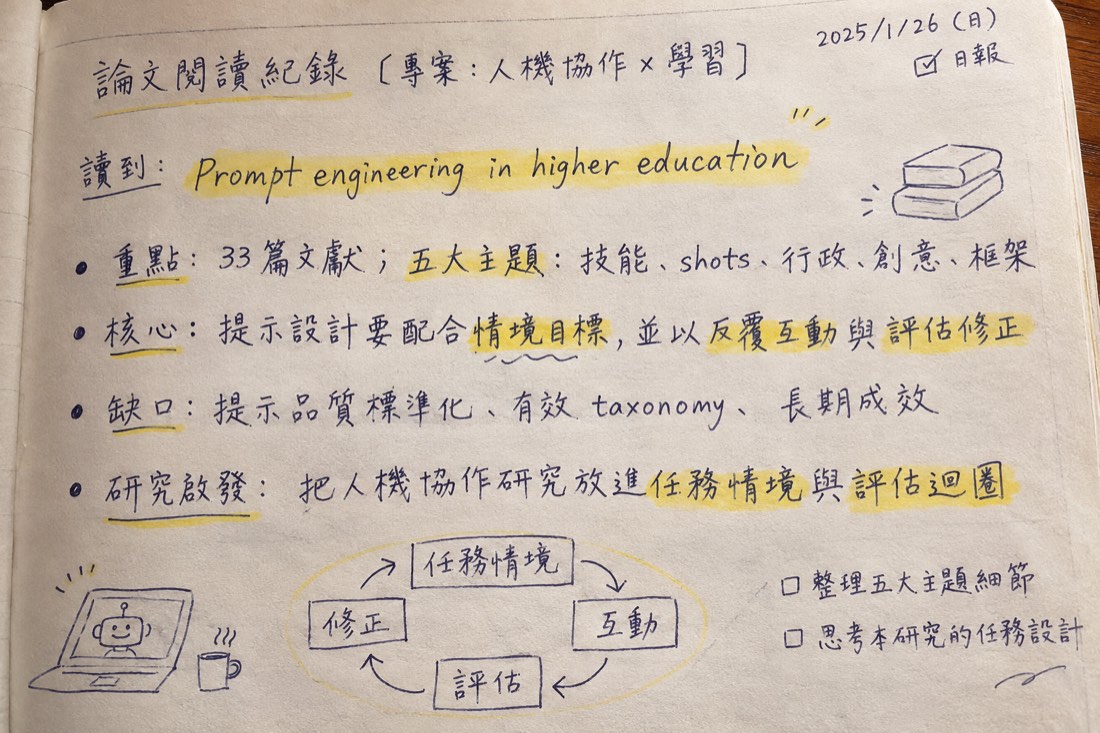 2025/1/26 (日)
☑ 日報
論文閱讀紀錄 〔專案：人機協作 × 學習〕
讀到： Prompt engineering in higher education
• 重點：33 篇文獻；五大主題：技能、shots、行政、創意、框架
• 核心：提示設計要配合情境目標，並以反覆互動與評估修正
• 缺口：提示品質標準化、有效 taxonomy、長期成效
• 研究啟發：把人機協作研究放進任務情境與評估迴圈
任務情境
互動
評估
修正
□ 整理五大主題細節
□ 思考本研究的任務設計